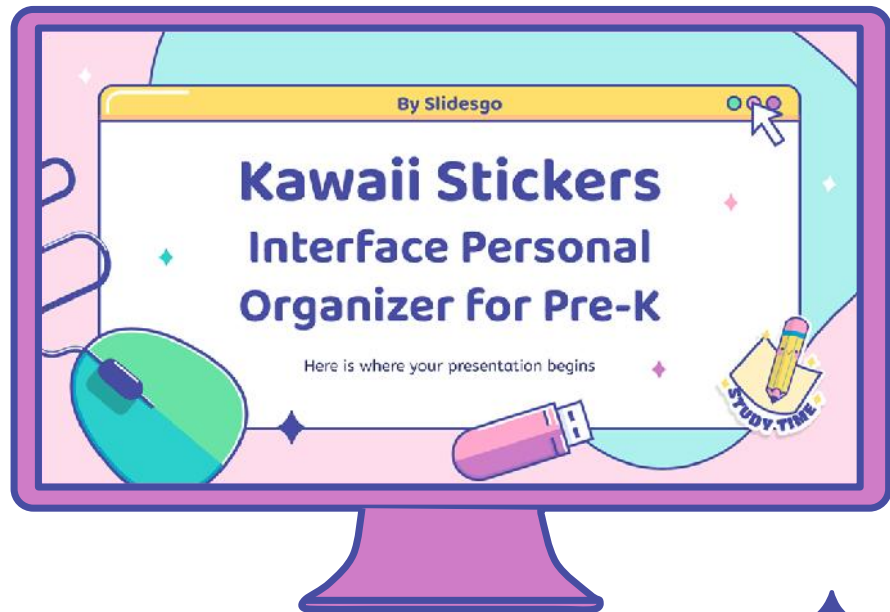 By Slidesgo
Kawaii Stickers
Interface Personal
Organizer for Pre-K
Here is where your presentation begins
STUDY TIME